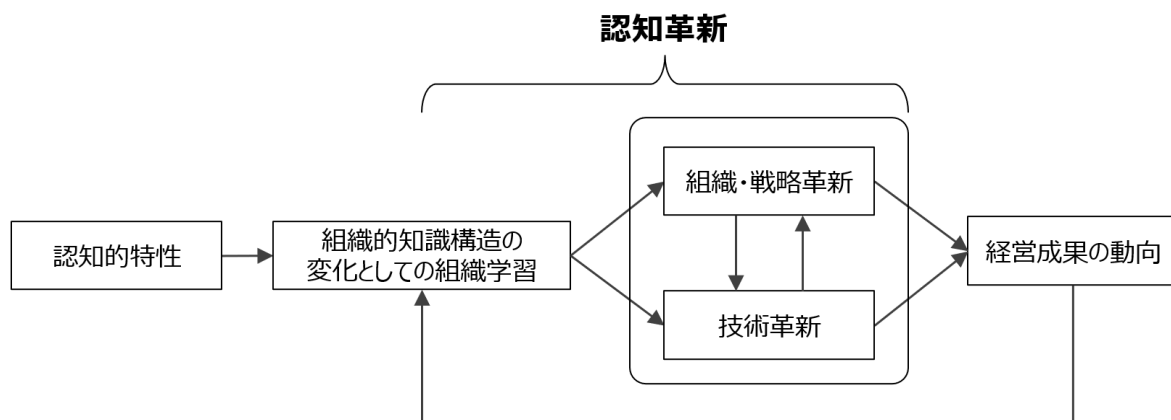 認知革新
組織・戦略革新
認知的特性
組織的知識構造の
変化としての組織学習
経営成果の動向
技術革新